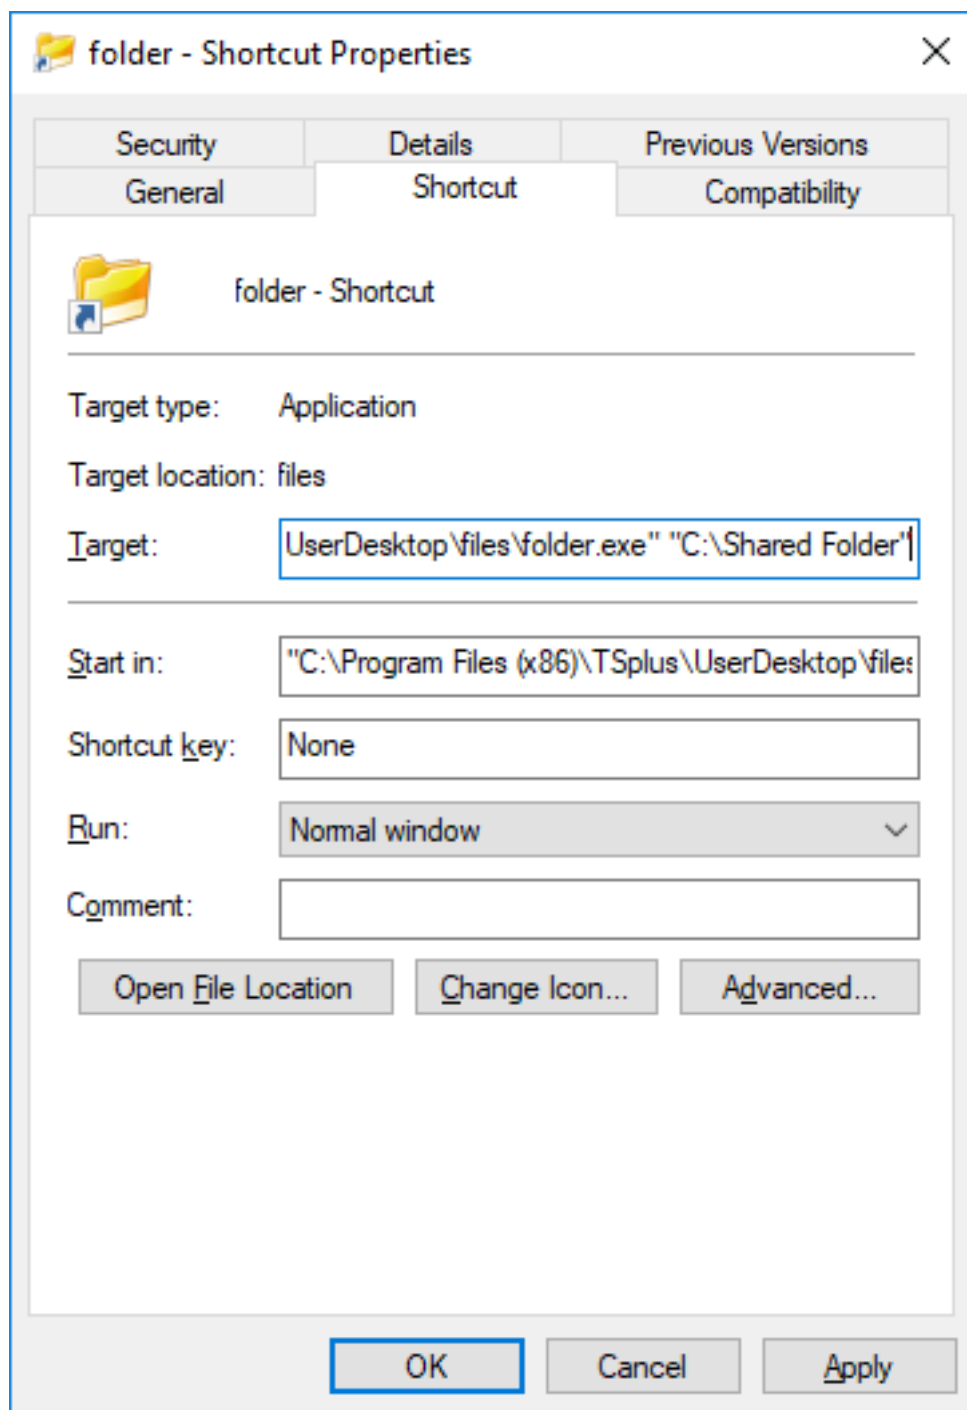 folder - Shortcut Properties
Security Details Previous Versions
General Shortcut Compatibility
folder - Shortcut
Target type: Application
Target location: files
Target: UserDesktop\files\folder.exe" "C:\Shared Folder"
Start in: "C:\Program Files (x86)\TSplus\UserDesktop\files
Shortcut key: None
Run: Normal window
Comment:
Open File Location Change Icon... Advanced...
OK Cancel Apply